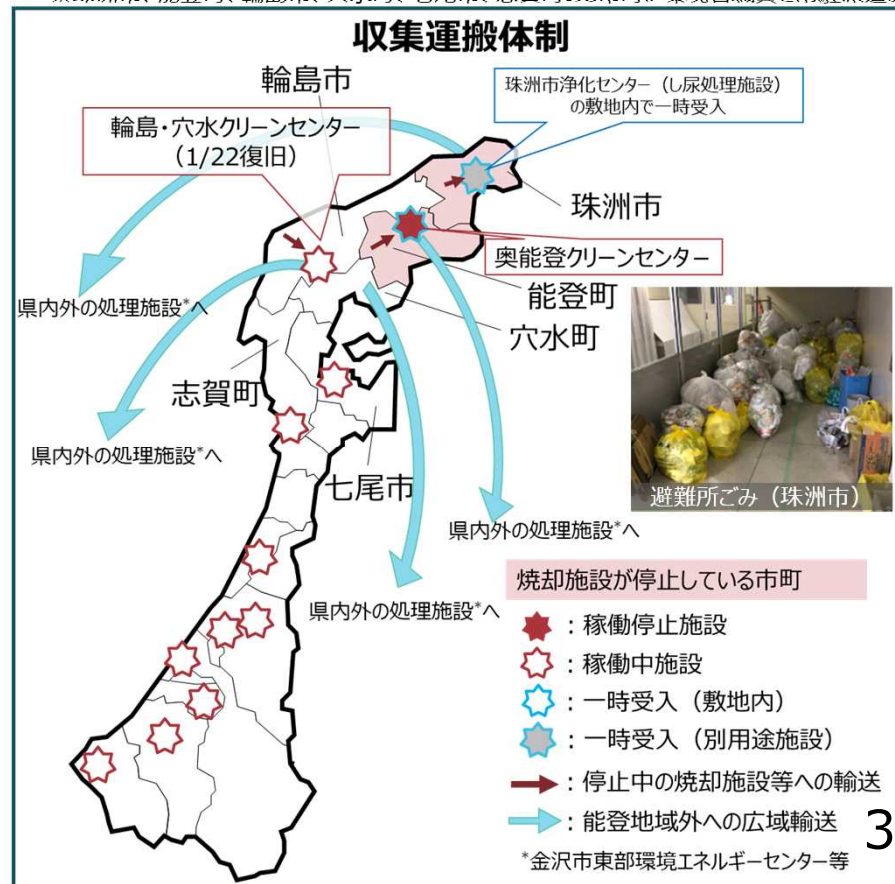 収集運搬体制
輪島市
珠洲市浄化センター（し尿処理施設）
の敷地内で一時受入
輪島・穴水クリーンセンター
（1/22復旧）
珠洲市
奥能登クリーンセンター
能登町
穴水町
県内外の処理施設*へ
志賀町
県内外の処理施設*へ
七尾市
避難所ごみ（珠洲市）
県内外の処理施設*へ
県内外の処理施設*へ
焼却施設が停止している市町
：稼働停止施設
：稼働中施設
：一時受入（敷地内）
：一時受入（別用途施設）
：停止中の焼却施設等への輸送
：能登地域外への広域輸送
*金沢市東部環境エネルギーセンター等
3